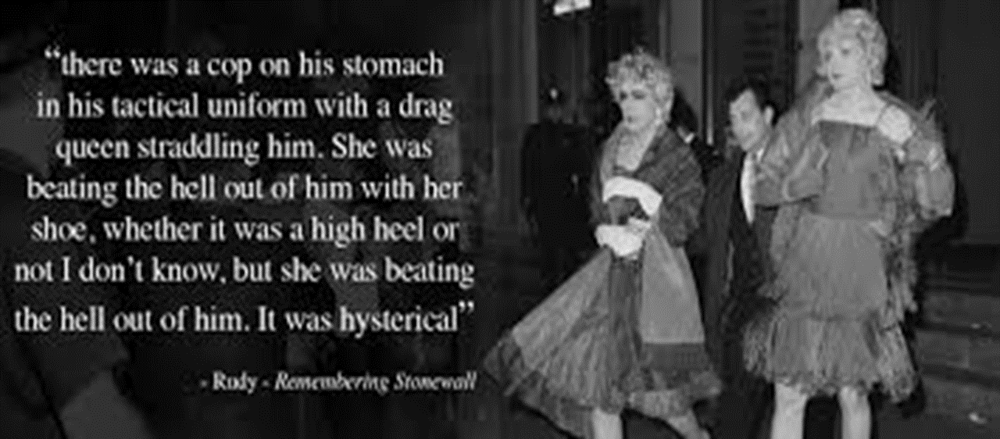 “there was a cop on his stomach
in his tactical uniform with a drag
queen straddling him. She was
beating the hell out of him with her
shoe, whether it was a high heel or
not I don’t know, but she was beating
the hell out of him. It was hysterical”
- Rudy - Remembering Stonewall